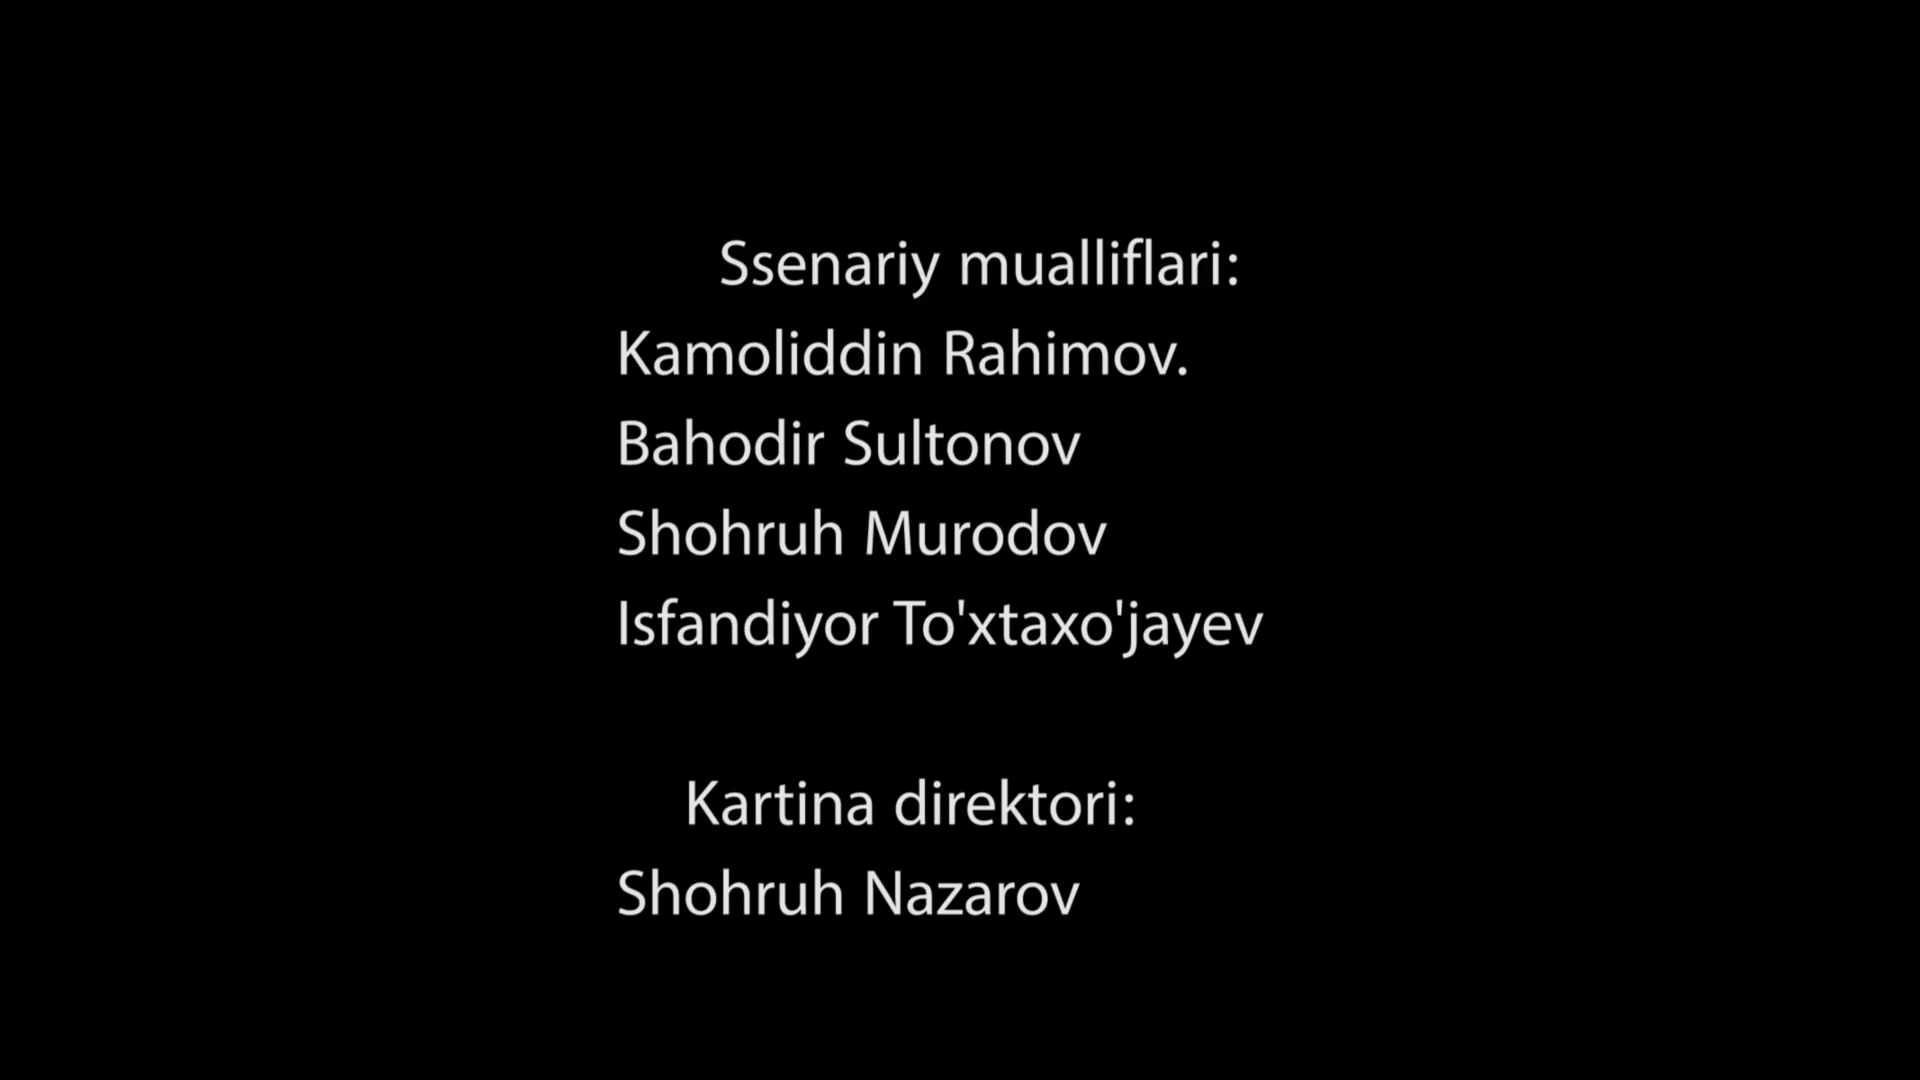 Ssenariy mualliflari:
Kamoliddin Rahimov.
Bahodir Sultonov
Shohruh Murodov
Isfandiyor To'xtaxo'jayev
Kartina direktori:
Shohruh Nazarov